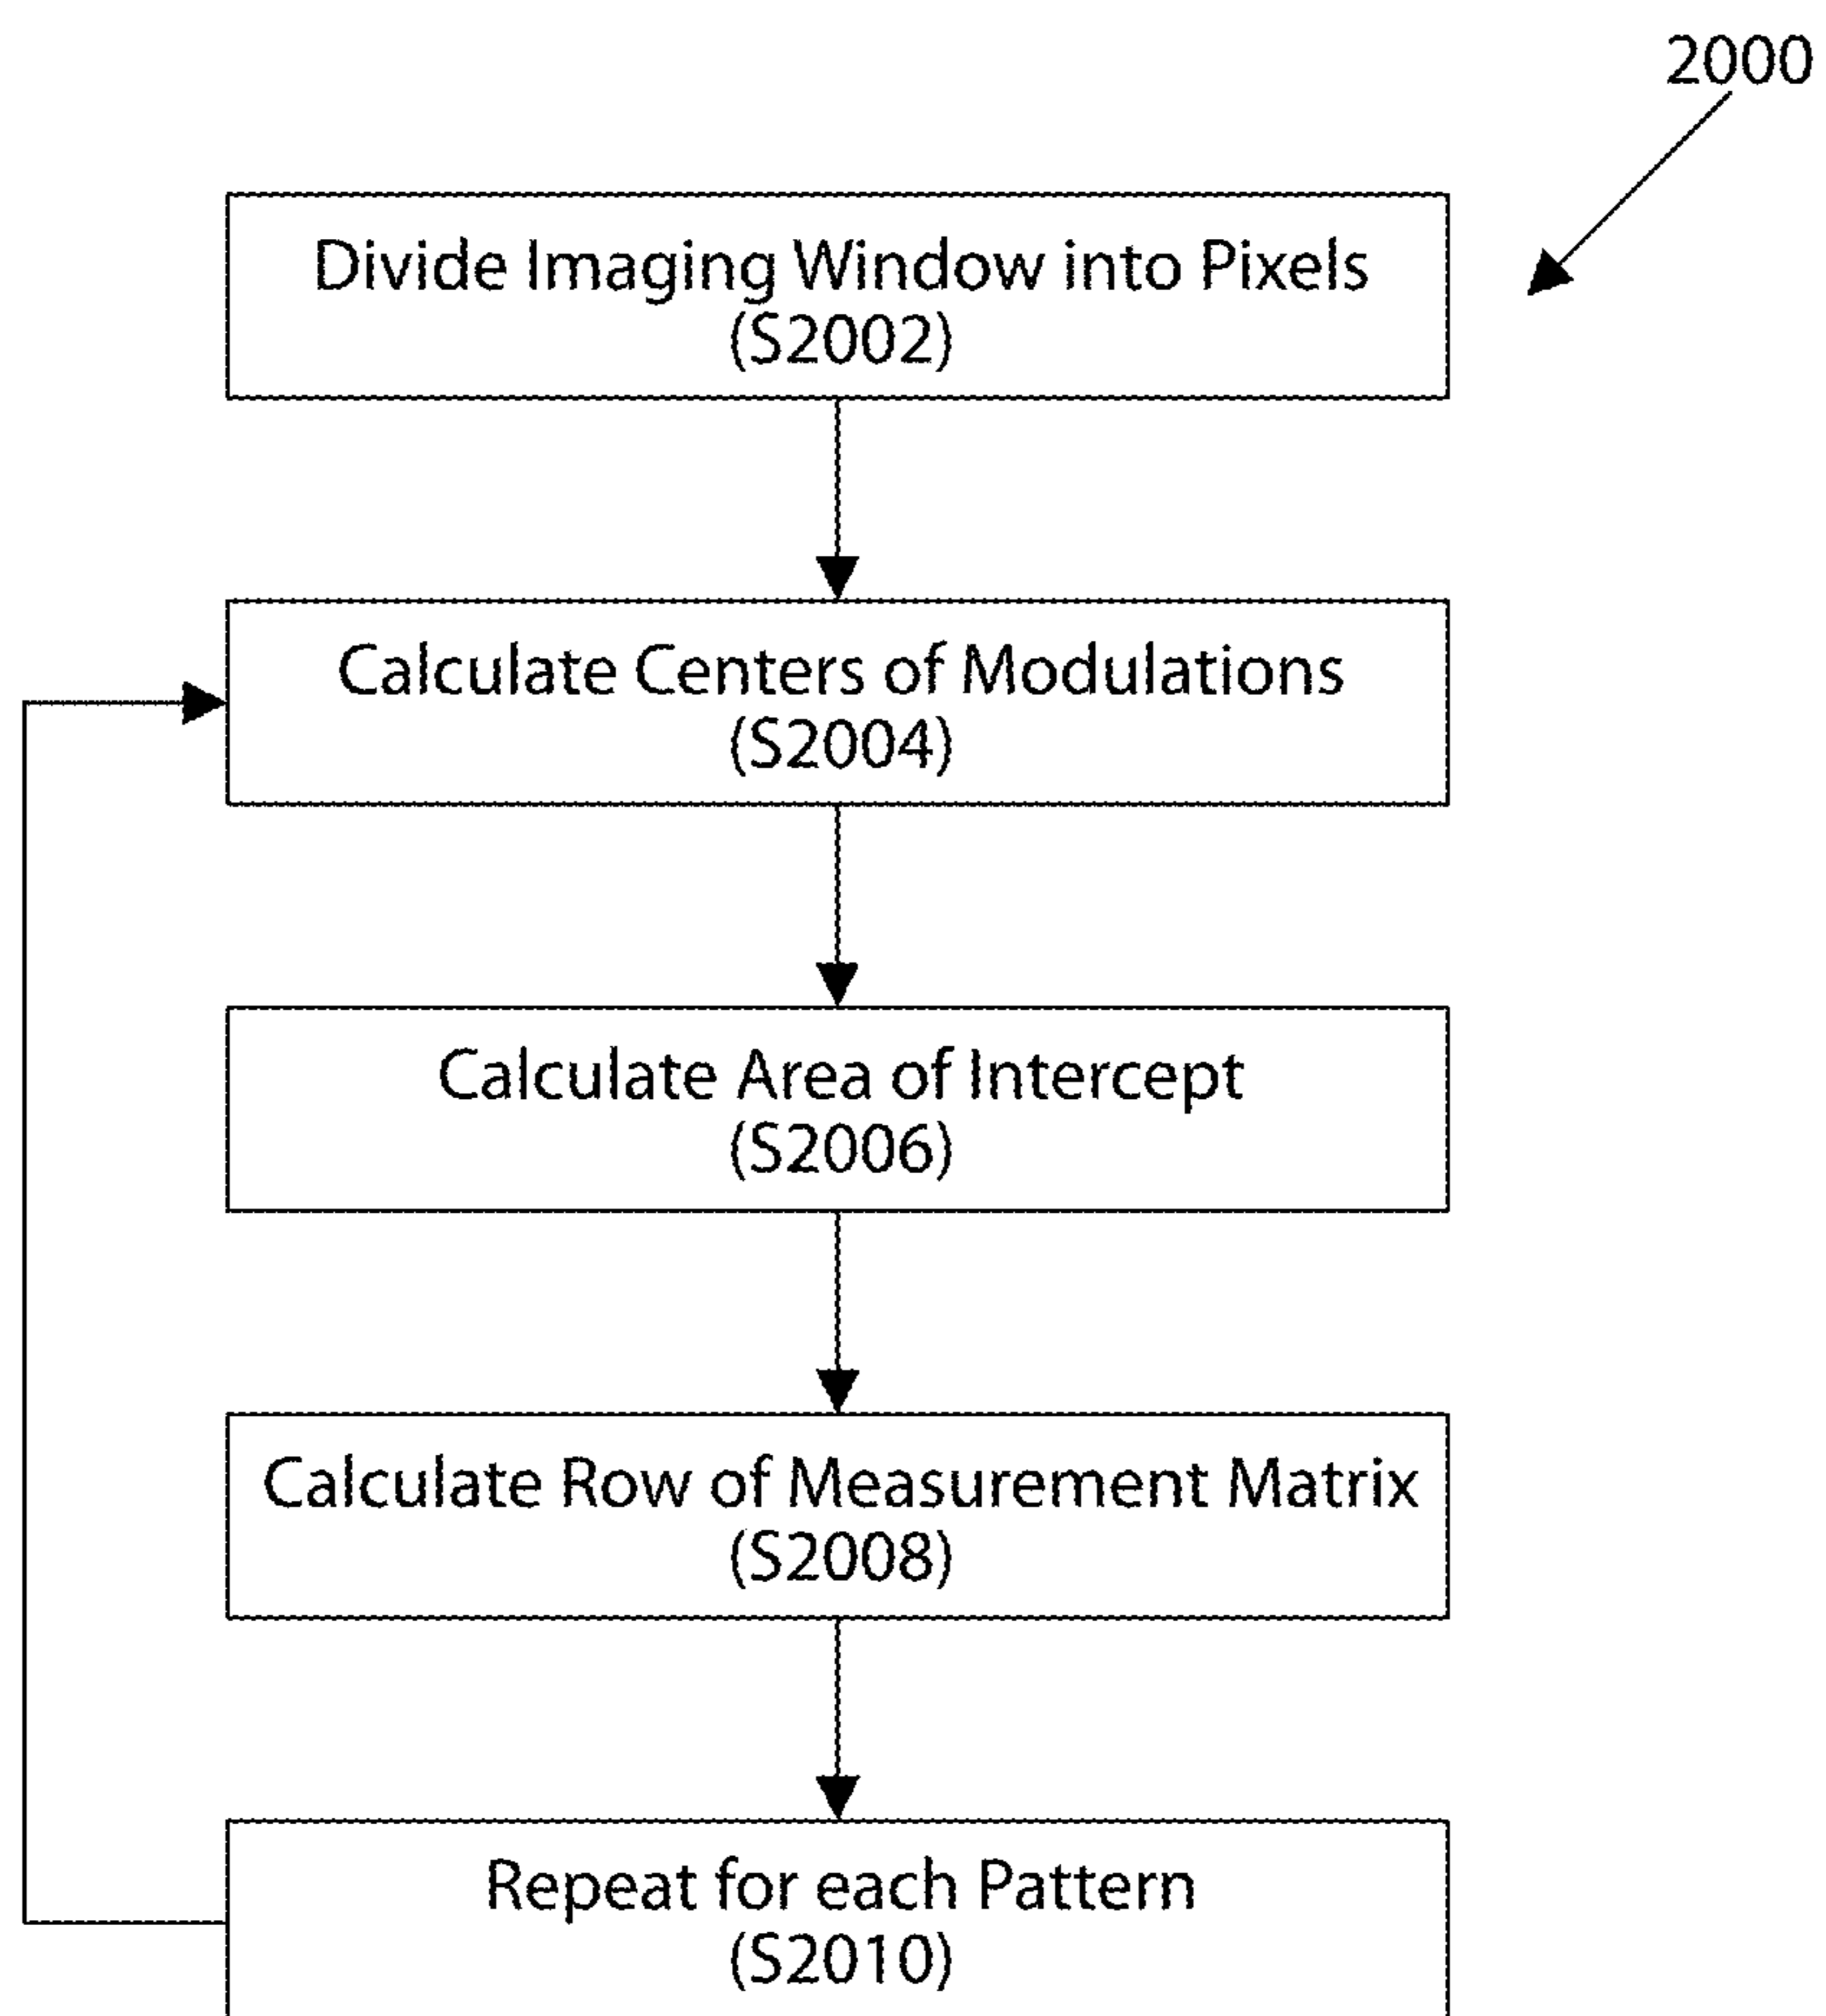 2000
Divide Imaging Window into Pixels
(S2002)
Calculate Centers of Modulations
(S2004)
Calculate Area of Intercept
(S2006)
Calculate Row of Measurement Matrix
(S2008)
Repeat for each Pattern
(S2010)